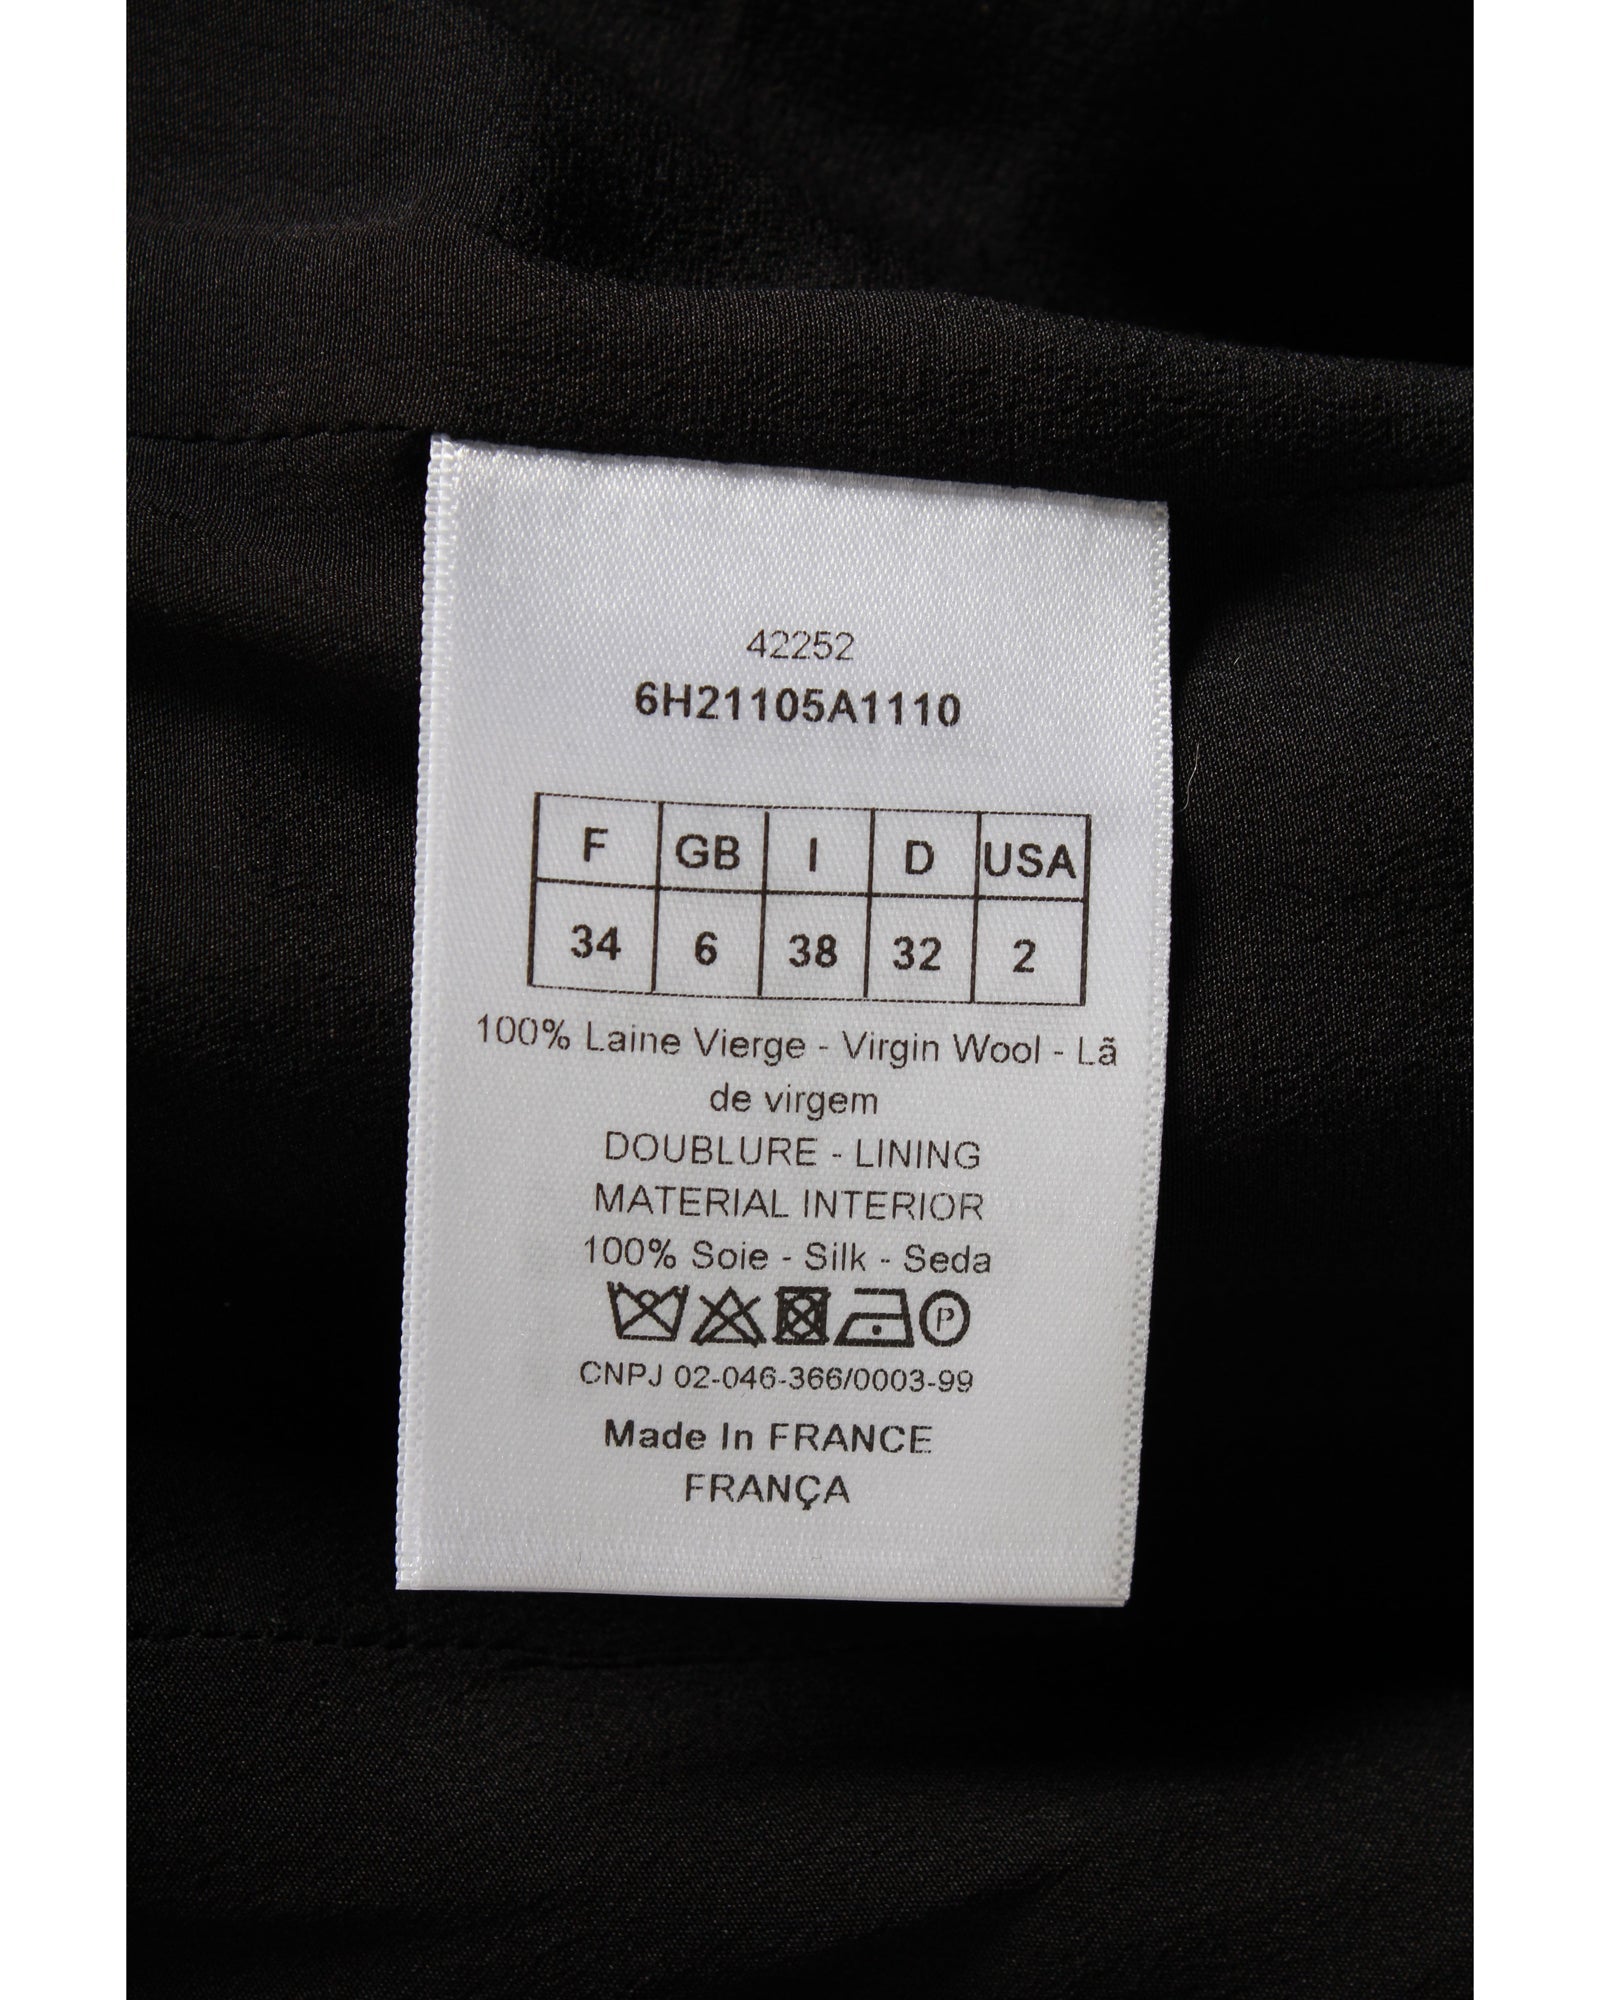 42252
6H21105A1110
F GB I D USA
34 6 38 32 2
100% Laine Vierge - Virgin Wool - Lã
de virgem
DOUBLURE - LINING
MATERIAL INTERIOR
100% Soie - Silk - Seda
P
CNPJ 02-046-366/0003-99
Made In FRANCE
FRANÇA